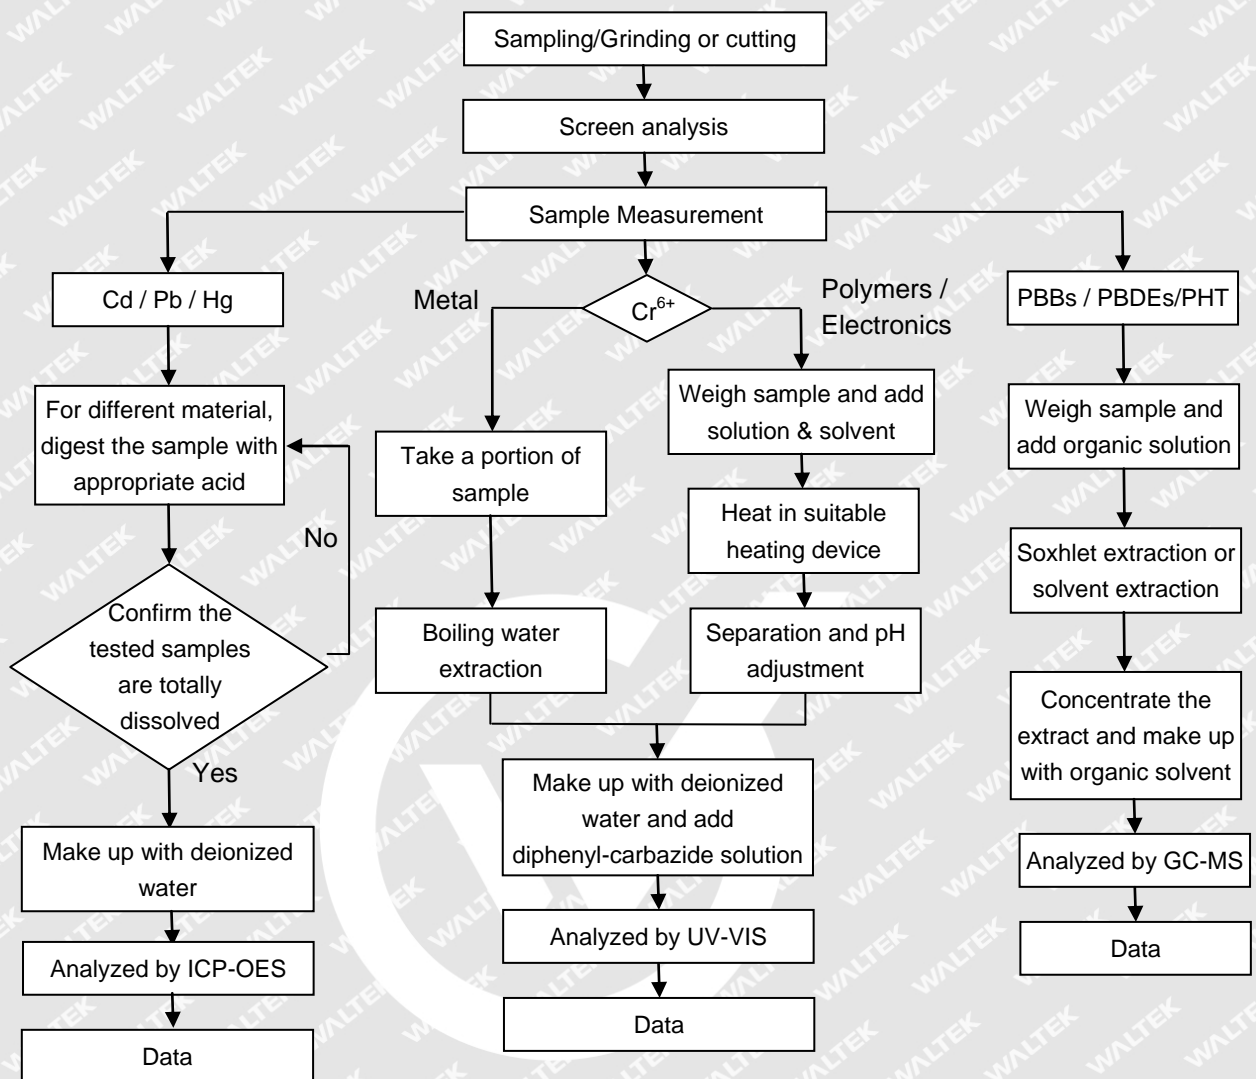 Sampling/Grinding or cutting
Screen analysis
Sample Measurement
Cd / Pb / Hg
For different material,
digest the sample with
appropriate acid
No
Confirm the
tested samples
are totally
dissolved
Yes
Make up with deionized
water
Analyzed by ICP-OES
Data
Cr⁶⁺
Metal
Take a portion of
sample
Boiling water
extraction
Polymers /
Electronics
Weigh sample and add
solution & solvent
Heat in suitable
heating device
Separation and pH
adjustment
Make up with deionized
water and add
diphenyl-carbazide solution
Analyzed by UV-VIS
Data
PBBs / PBDEs/PHT
Weigh sample and
add organic solution
Soxhlet extraction or
solvent extraction
Concentrate the
extract and make up
with organic solvent
Analyzed by GC-MS
Data
WALTEK